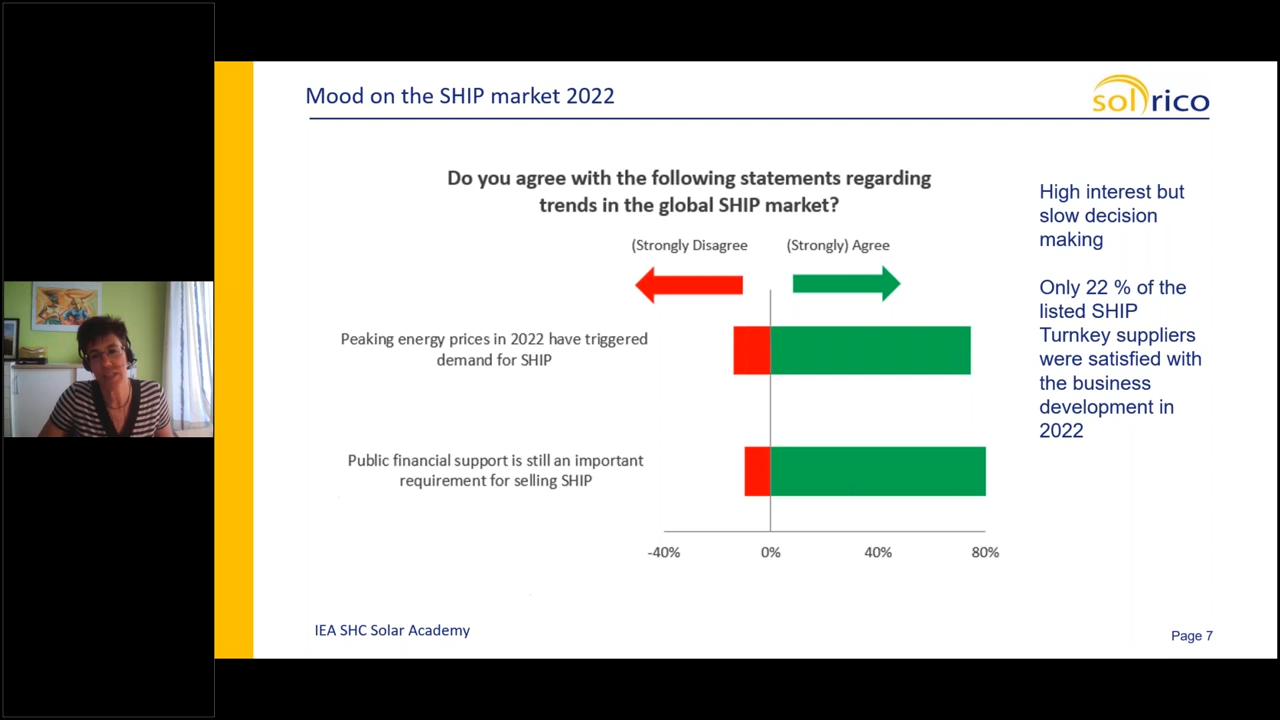 Mood on the SHIP market 2022
solrico
Do you agree with the following statements regarding
trends in the global SHIP market?
(Strongly Disagree
(Strongly) Agree
Peaking energy prices in 2022 have triggered
demand for SHIP
Public financial support is still an important
requirement for selling SHIP
-40%
0%
40%
80%
High interest but
slow decision
making
Only 22 % of the
listed SHIP
Turnkey suppliers
were satisfied with
the business
development in
2022
IEA SHC Solar Academy
Page 7